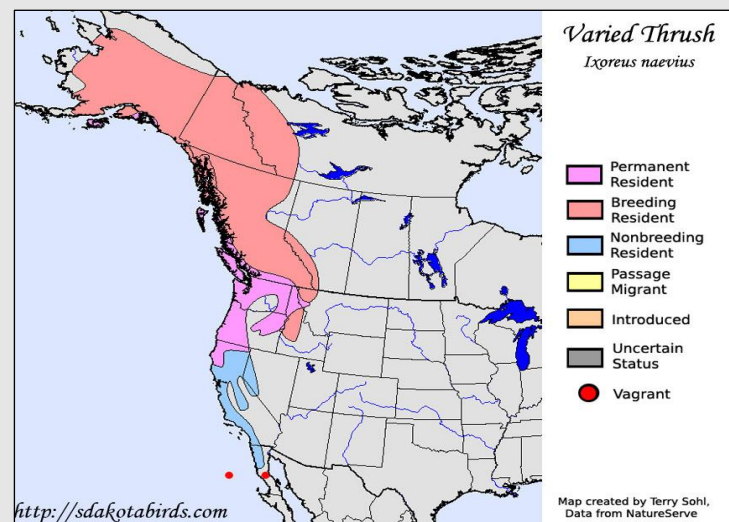 Varied Thrush
Ixoreus naevius
Permanent
Resident
Breeding
Resident
Nonbreeding
Resident
Passage
Migrant
Introduced
Uncertain
Status
Vagrant
http://sdakotabirds.com
Map created by Terry Sohl,
Data from NatureServe